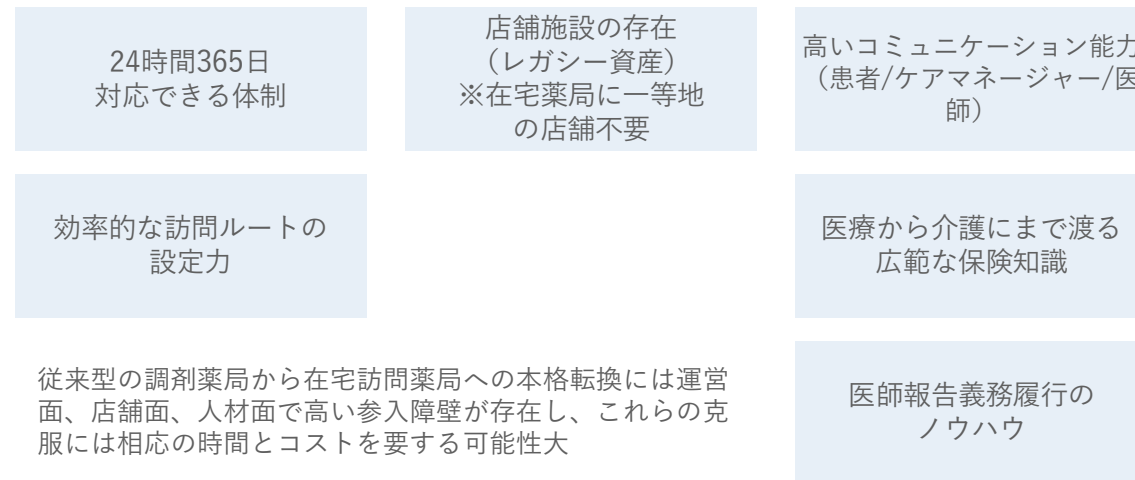 24時間365日
対応できる体制
店舗施設の存在
（レガシー資産）
※在宅薬局に一等地
の店舗不要
高いコミュニケーション能力
（患者/ケアマネージャー/医
師）
効率的な訪問ルートの
設定力
医療から介護にまで渡る
広範な保険知識
従来型の調剤薬局から在宅訪問薬局への本格転換には運営
面、店舗面、人材面で高い参入障壁が存在し、これらの克
服には相応の時間とコストを要する可能性大
医師報告義務履行の
ノウハウ